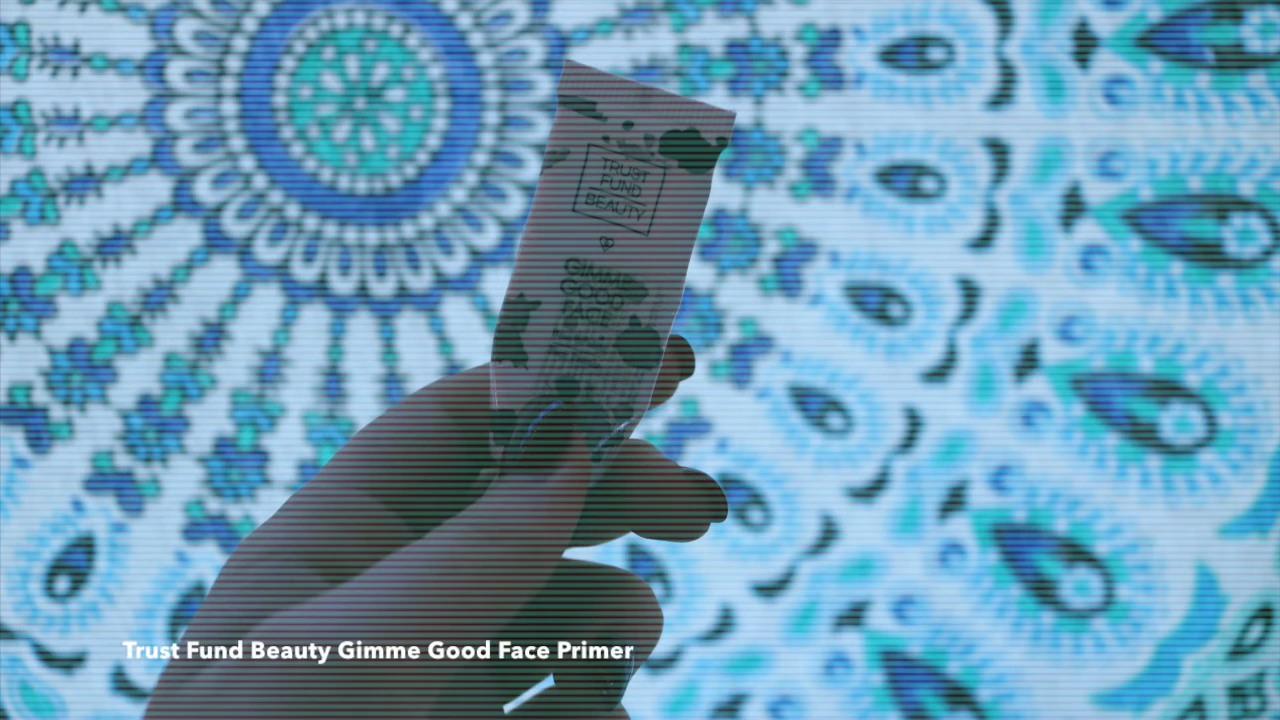 TRUST
FUND
BEAUTY
GIMME
GOOD
FACE
Trust Fund Beauty Gimme Good Face Primer